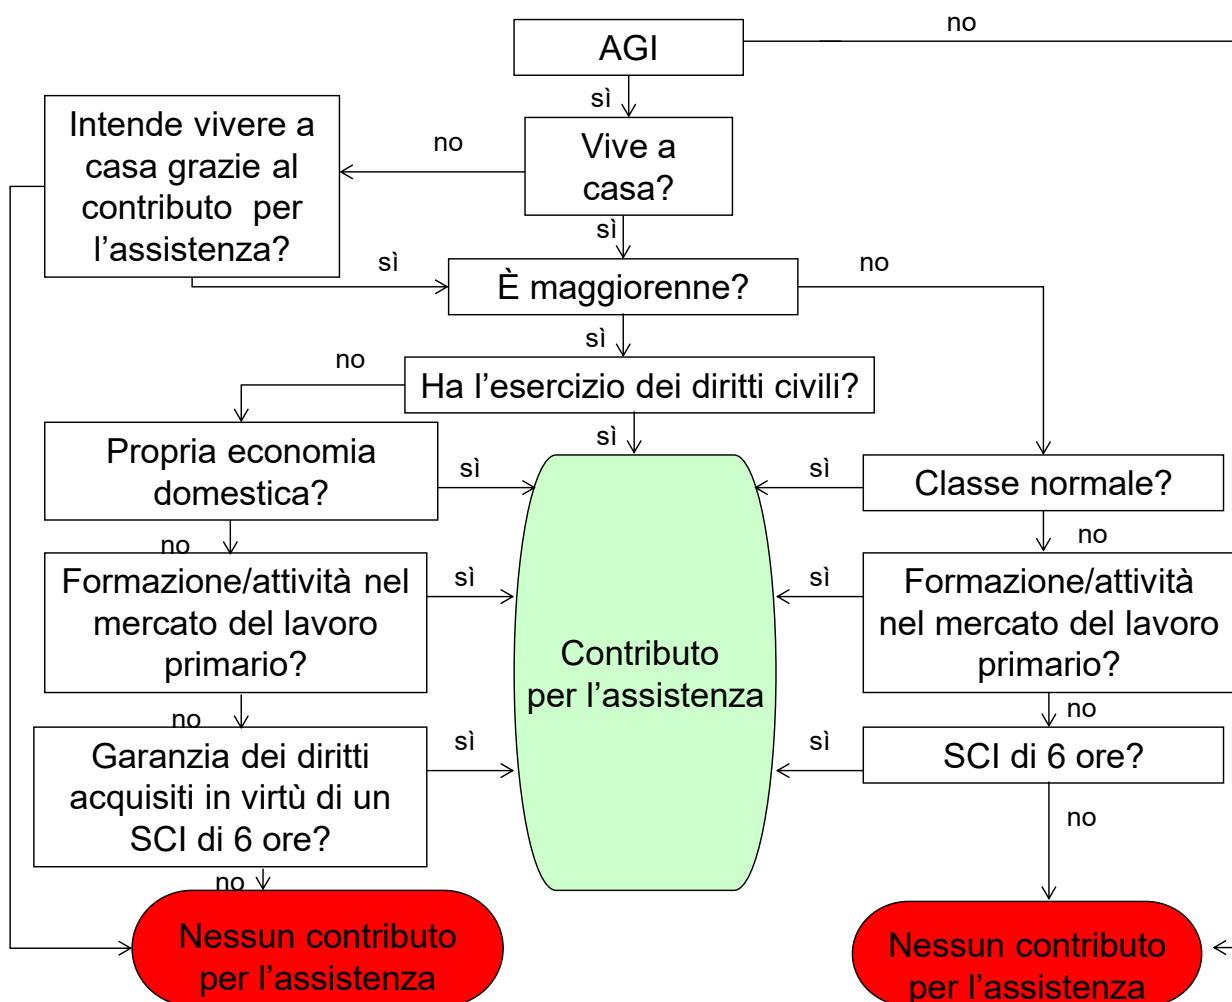 no
AGI
sì
Intende vivere a
casa grazie al
contributo per
l'assistenza?
no
Vive a
casa?
sì
sì
È maggiorenne?
no
sì
no
Ha l'esercizio dei diritti civili?
sì
Propria economia
domestica?
sì
sì
Classe normale?
no
no
Formazione/attività nel
mercato del lavoro
primario?
sì
sì
Formazione/attività
nel mercato del lavoro
primario?
Contributo
per l'assistenza
no
no
Garanzia dei diritti
acquisiti in virtù di un
SCI di 6 ore?
sì
sì
SCI di 6 ore?
no
no
Nessun contributo
per l'assistenza
Nessun contributo
per l'assistenza